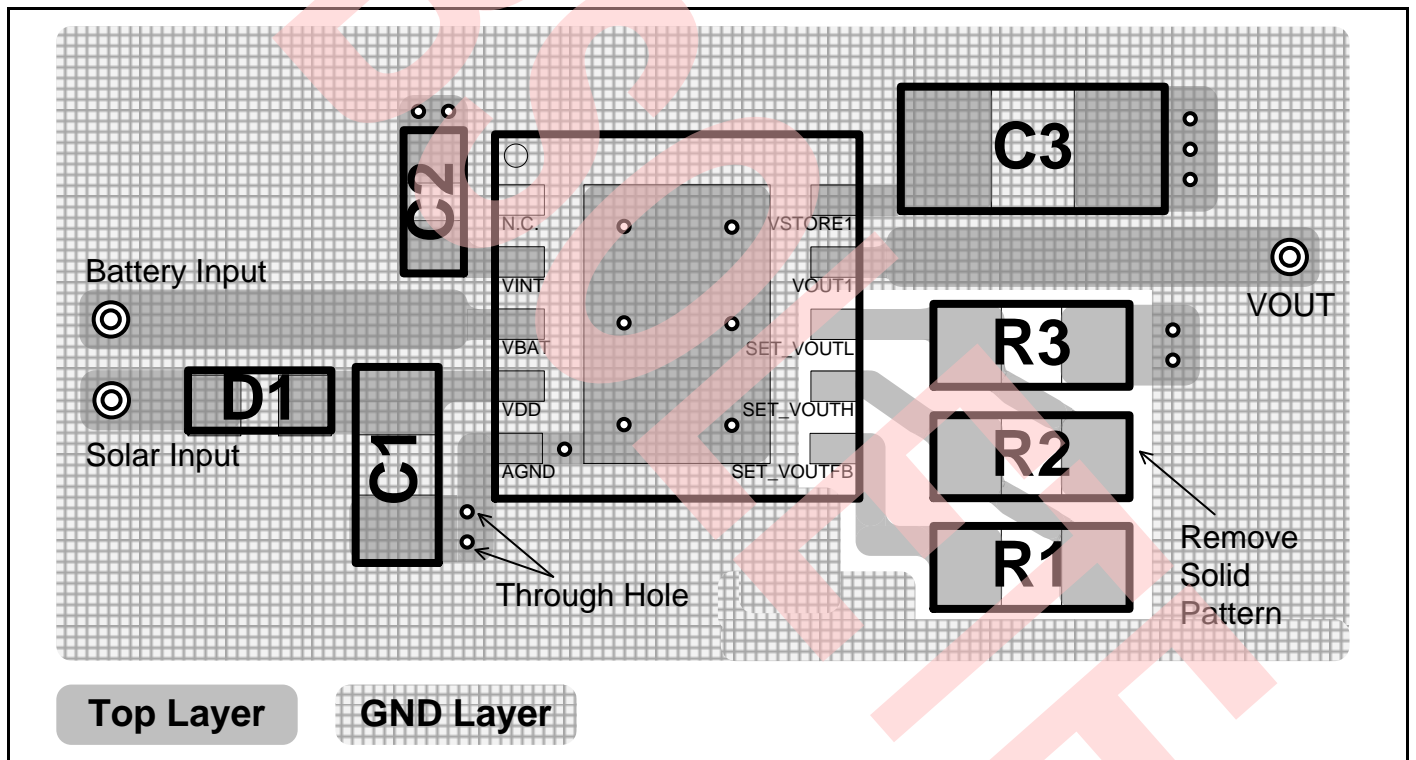 C2
C3
N.C.
VSTORE1
Battery Input
VINT
VOUT1
VOUT
VBAT
SET_VOUTL
R3
D1
VDD
SET_VOUTH
Solar Input
C1
AGND
SET_VOUTFB
R2
Remove
Solid
Pattern
R1
Through Hole
Top Layer
GND Layer
OBSOLETE